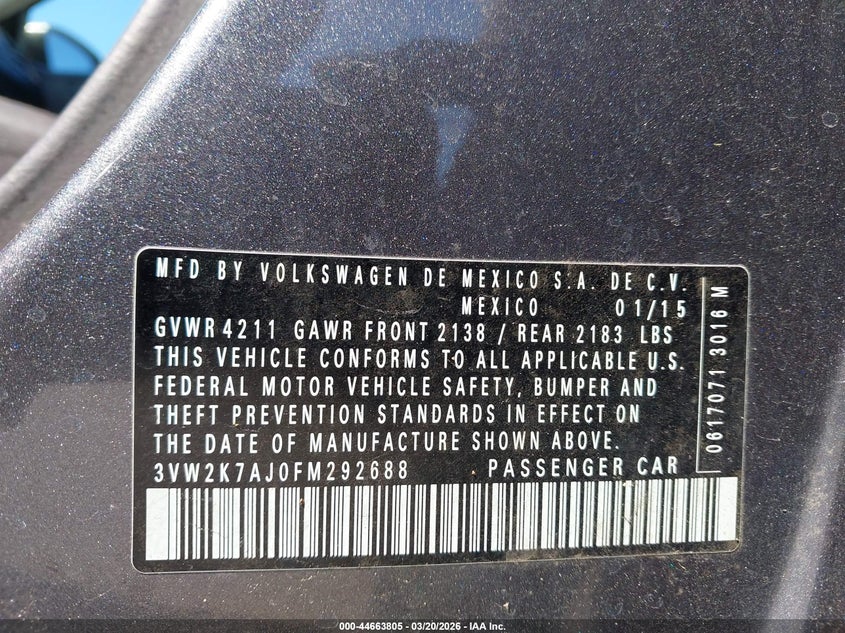 MFD BY VOLKSWAGEN DE MEXICO S.A. DE C.V.
MEXICO 01/15
GVWR 4211 GAWR FRONT 2138 / REAR 2183 LBS
THIS VEHICLE CONFORMS TO ALL APPLICABLE U.S.
FEDERAL MOTOR VEHICLE SAFETY, BUMPER AND
THEFT PREVENTION STANDARDS IN EFFECT ON
THE DATE OF MANUFACTURE SHOWN ABOVE.
3VW2K7AJ0FM292688 PASSENGER CAR
0617071 3016 M
000-44663805 - 03/20/2026 - IAA Inc.